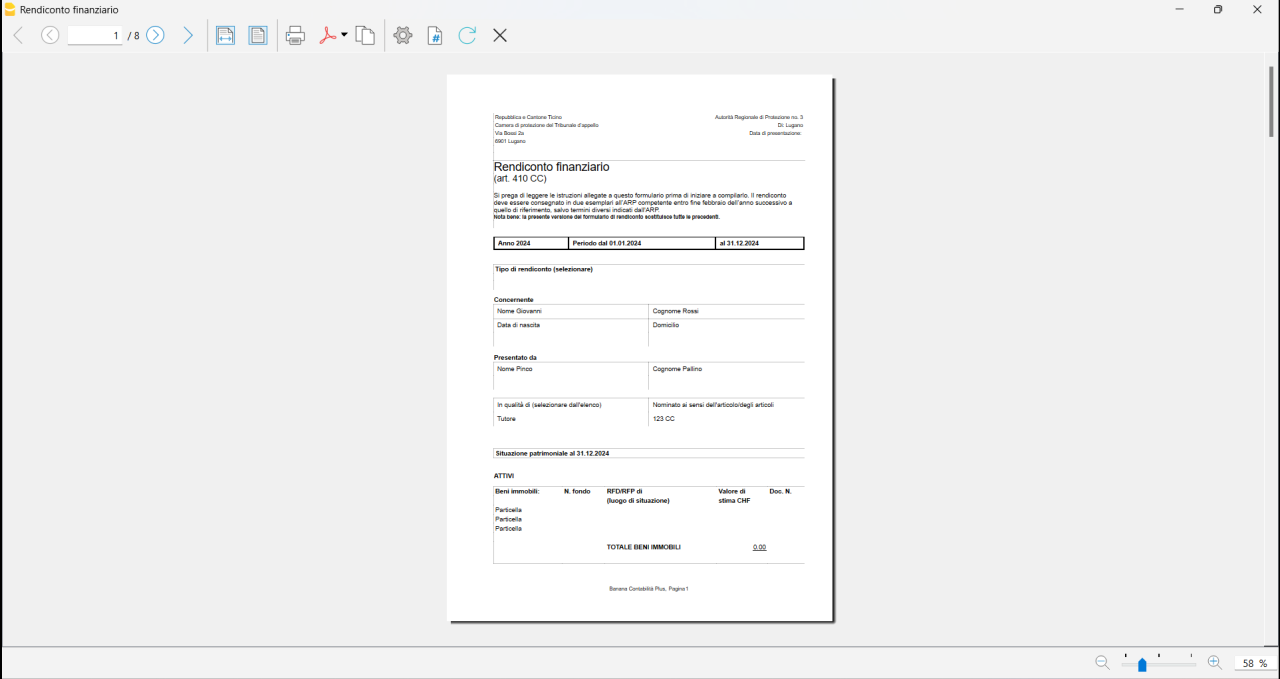 Rendiconto finanziario
1 / 8
Repubblica e Cantone Ticino
Camera di protezione del Tribunale d'appello
Via Bossi 2a
6901 Lugano
Autorità Regionale di Protezione no. 3
Di: Lugano
Data di presentazione:
Rendiconto finanziario
(art. 410 CC)
Si prega di leggere le istruzioni allegate a questo formulario prima di iniziare a compilarlo. Il rendiconto
deve essere consegnato in due esemplari all'ARP competente entro fine febbraio dell'anno successivo a
quello di riferimento, salvo termini diversi indicati dall'ARP.
Nota bene: la presente versione del formulario di rendiconto sostituisce tutte le precedenti.
Anno 2024 Periodo dal 01.01.2024 al 31.12.2024
Tipo di rendiconto (selezionare)
Concernente
Nome Giovanni Cognome Rossi
Data di nascita Domicilio
Presentato da
Nome Pinco Cognome Pallino
In qualità di (selezionare dall'elenco) Nominato ai sensi dell'articolo/degli articoli
Tutore 123 CC
Situazione patrimoniale al 31.12.2024
ATTIVI
Beni immobili: N. fondo RFD/RFP di Valore di Doc. N.
(luogo di situazione) stima CHF
Particella
Particella
Particella
TOTALE BENI IMMOBILI 0.00
Banana Contabilità Plus, Pagina 1
58 %